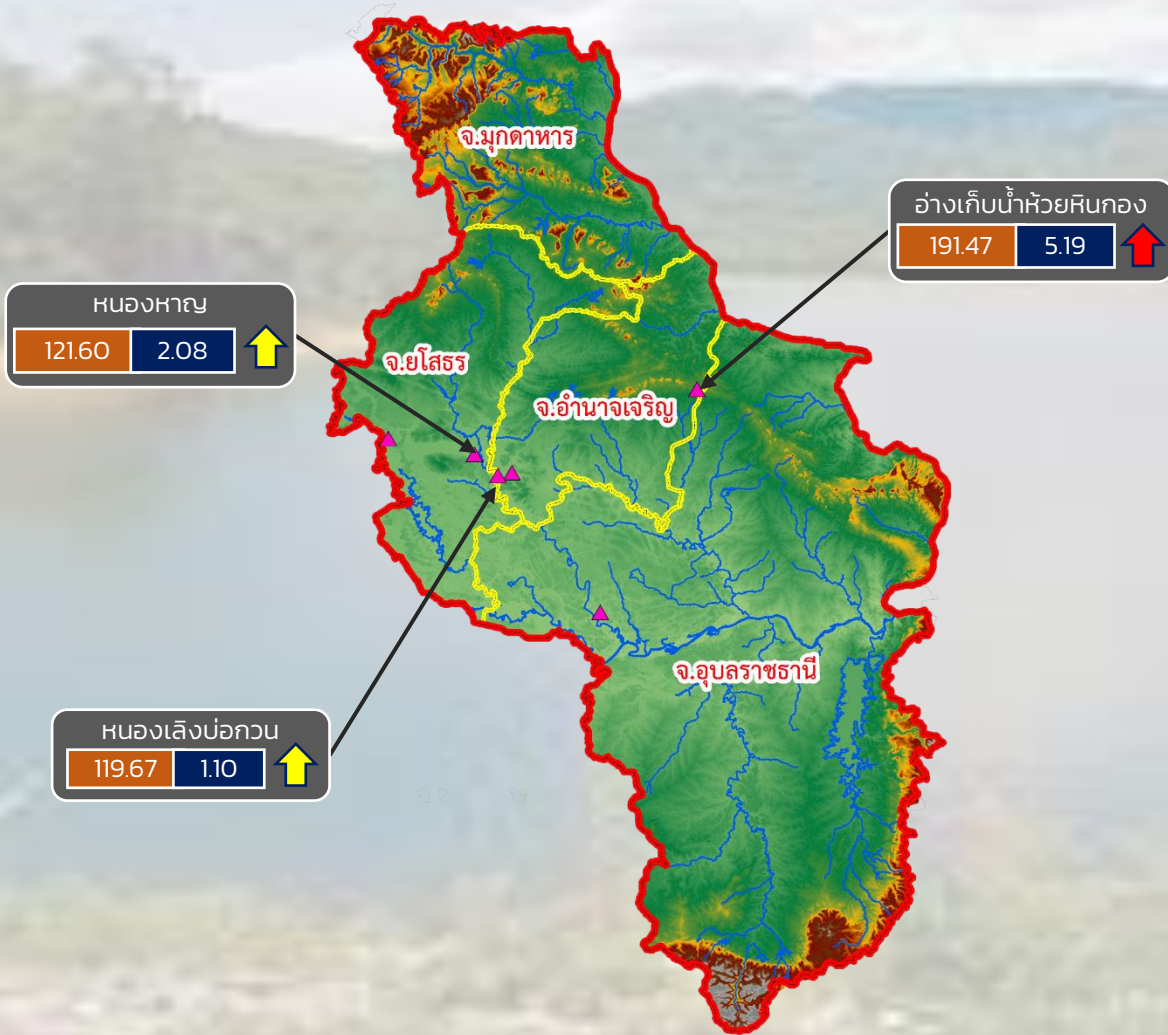 จ.มุกดาหาร
อ่างเก็บน้ำห้วยหินกอง
191.47 5.19
หนองหาญ
121.60 2.08
จ.ยโสธร
จ.อำนาจเจริญ
จ.อุบลราชธานี
หนองเลิงบ่อกวน
119.67 1.10